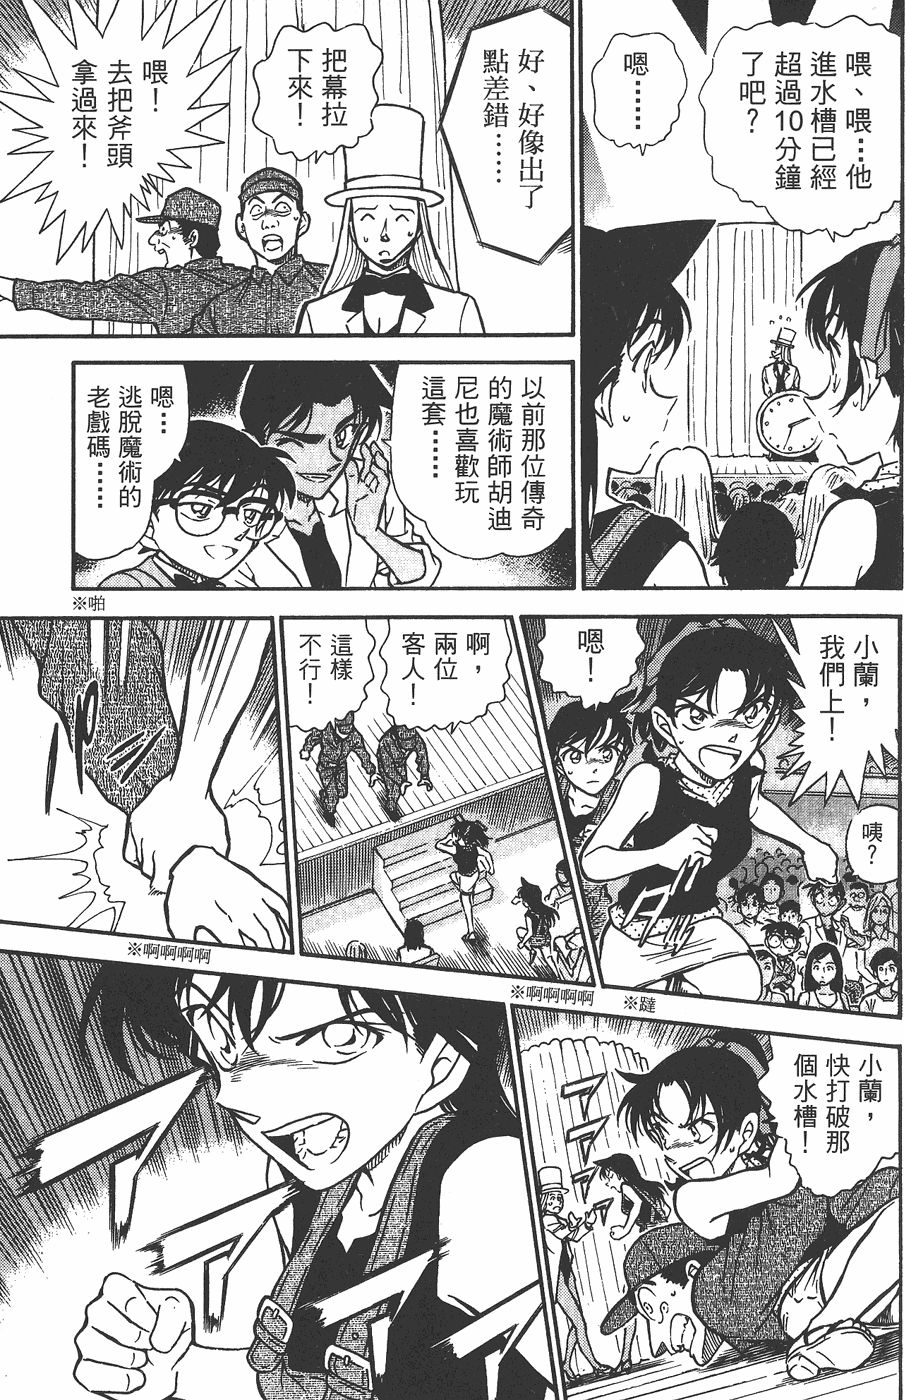 喂、喂…他
進水槽已經
超過10分鐘
了吧？
嗯……
好、好像出了
點差錯……
把幕拉
下來！
喂！
去把斧頭
拿過來！
以前那位傳奇
的魔術師胡迪
尼也喜歡玩
這套……
嗯…
逃脫魔術的
老戲碼……
小蘭，
我們上！
咦？
嗯！
※躂
啊，
兩位
客人！
這樣
不行！
※啊啊啊啊
※啪
小蘭，
快打破那
個水槽！
※啊啊啊啊